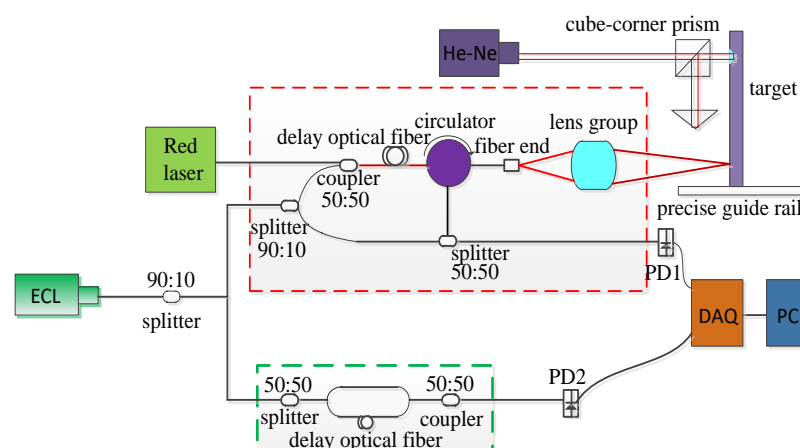 cube-corner prism
He-Ne
target
circulator
delay optical fiber
fiber end
lens group
Red
laser
coupler
50:50
precise guide rail
splitter
90:10
splitter
50:50
PD1
90:10
ECL
splitter
DAQ
PC
PD2
50:50
50:50
splitter
coupler
delay optical fiber